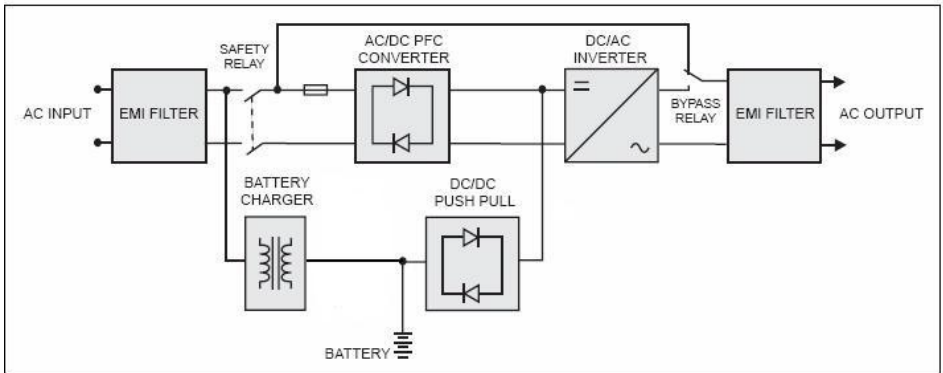 SAFETY
RELAY
AC/DC PFC
CONVERTER
DC/AC
INVERTER
AC INPUT
EMI FILTER
BYPASS
RELAY
EMI FILTER
AC OUTPUT
BATTERY
CHARGER
DC/DC
PUSH PULL
BATTERY